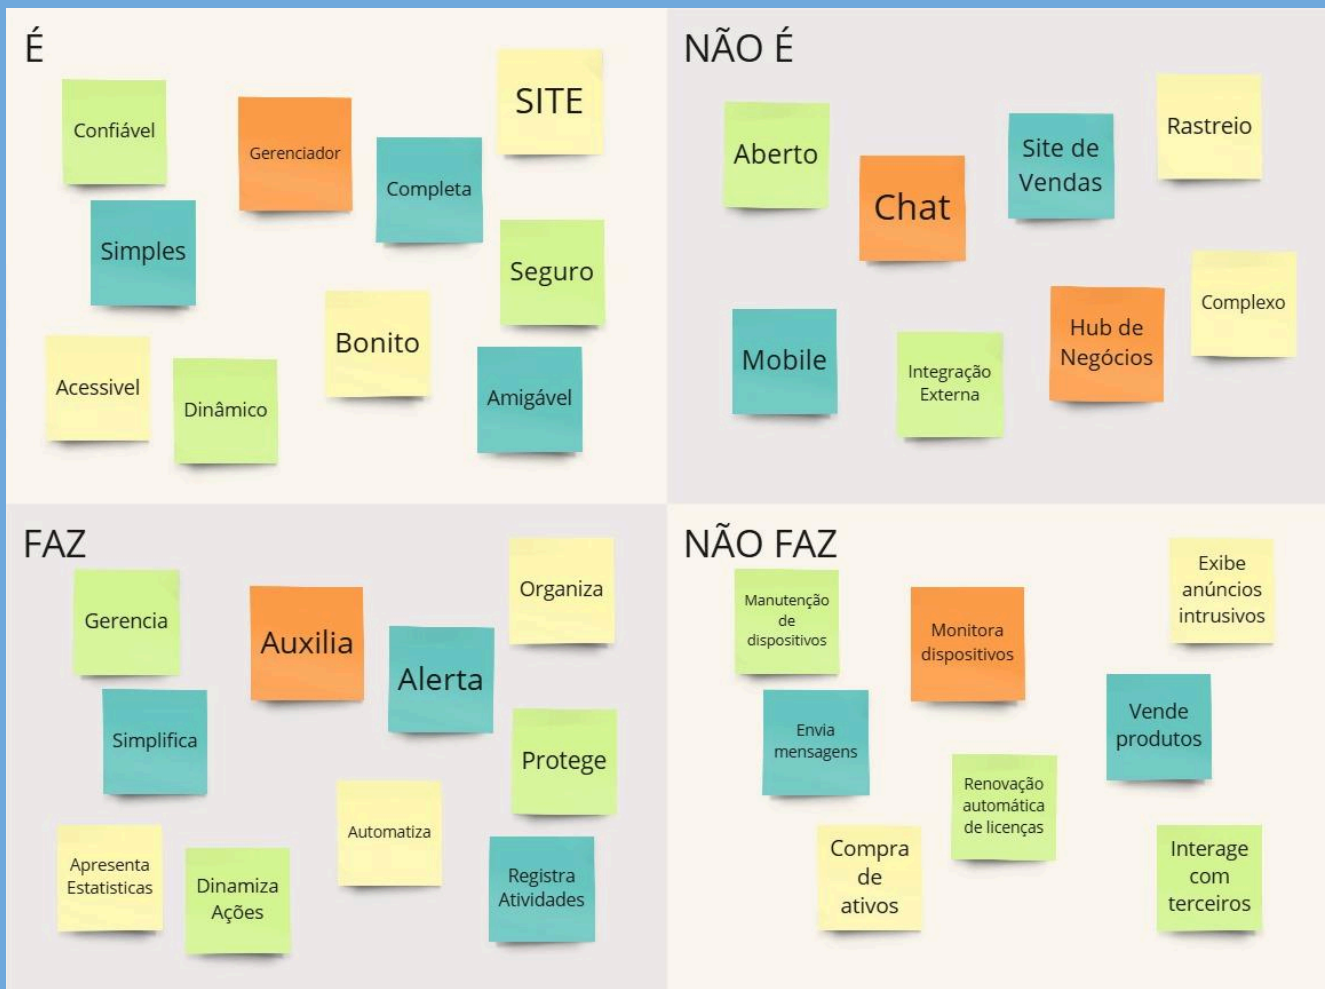 É
Confiável
Gerenciador
Completa
SITE
Simples
Seguro
Bonito
Acessivel
Dinâmico
Amigável
NÃO É
Aberto
Chat
Site de
Vendas
Rastreio
Mobile
Integração
Externa
Hub de
Negócios
Complexo
FAZ
Gerencia
Auxilia
Alerta
Organiza
Simplifica
Protege
Automatiza
Apresenta
Estatisticas
Dinamiza
Ações
Registra
Atividades
NÃO FAZ
Manutenção
de
dispositivos
Monitora
dispositivos
Exibe
anúncios
intrusivos
Envia
mensagens
Vende
produtos
Renovação
automática
de licenças
Compra
de
ativos
Interage
com
terceiros